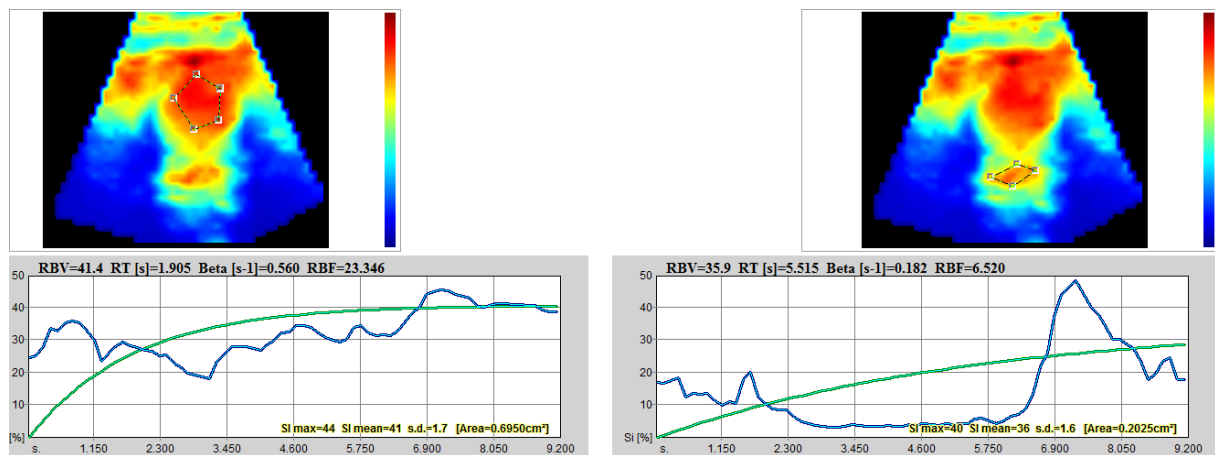 RBV=41.4 RT [s]=1.905 Beta [s-1]=0.560 RBF=23.346
50
40
30
20
10
[%]
SI max=44 SI mean=41 s.d.=1.7 [Area=0.6950cm²]
s. 1.150 2.300 3.450 4.600 5.750 6.900 8.050 9.200
RBV=35.9 RT [s]=5.515 Beta [s-1]=0.182 RBF=6.520
50
40
30
20
10
Si [%]
SI max=40 SI mean=36 s.d.=1.6 [Area=0.2025cm²]
s. 1.150 2.300 3.450 4.600 5.750 6.900 8.050 9.200